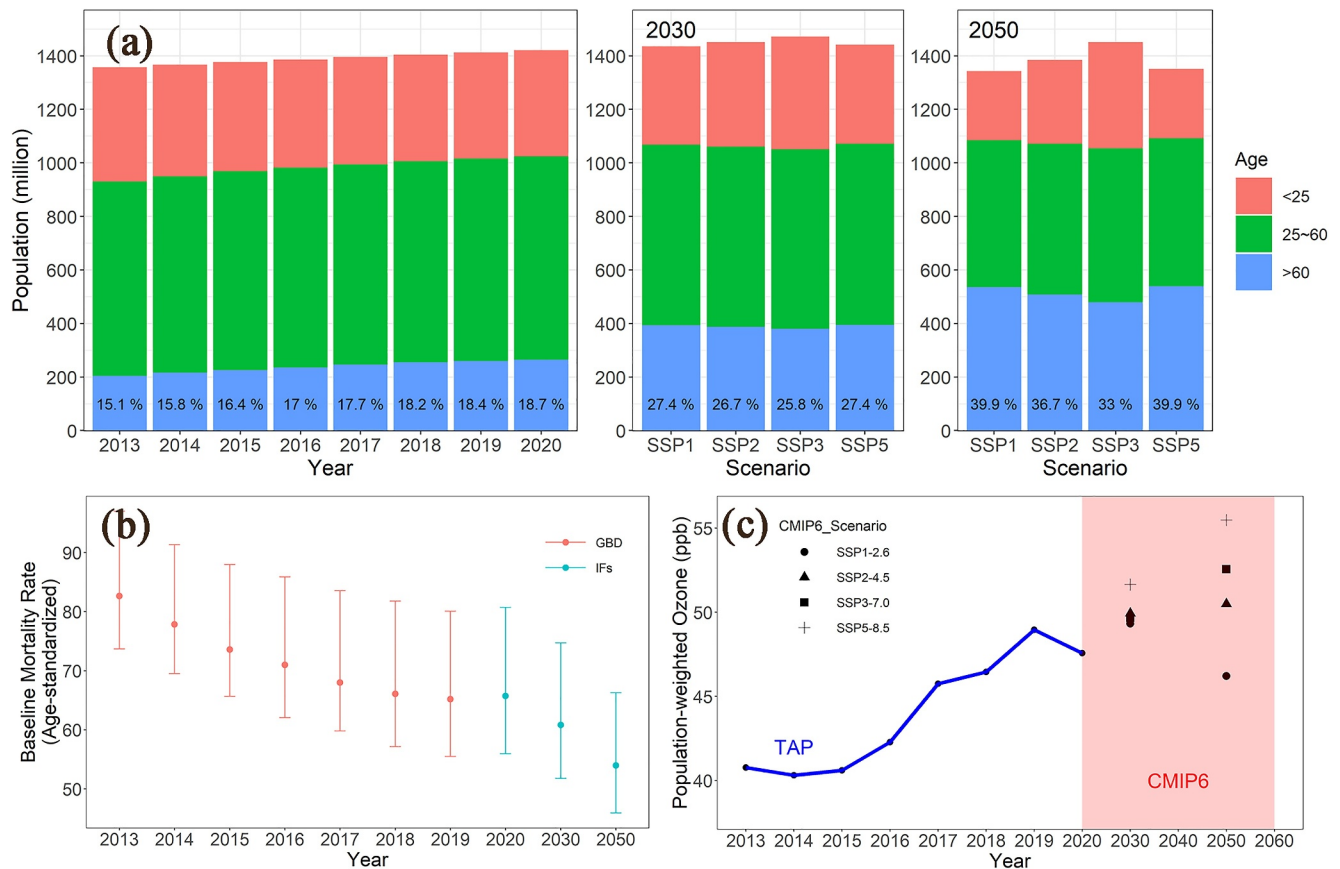 (a)
2030
2050
Population (million)
1400
1200
1000
800
600
400
200
0
15.1 %
15.8 %
16.4 %
17 %
17.7 %
18.2 %
18.4 %
18.7 %
2013
2014
2015
2016
2017
2018
2019
2020
Year
1400
1200
1000
800
600
400
200
0
27.4 %
26.7 %
25.8 %
27.4 %
SSP1
SSP2
SSP3
SSP5
Scenario
1400
1200
1000
800
600
400
200
0
39.9 %
36.7 %
33 %
39.9 %
SSP1
SSP2
SSP3
SSP5
Scenario
Age
<25
25~60
>60
(b)
Baseline Mortality Rate
(Age-standardized)
90
80
70
60
50
GBD
IFs
2013
2014
2015
2016
2017
2018
2019
2020
2030
2050
Year
(c)
Population-weighted Ozone (ppb)
55
50
45
40
CMIP6_Scenario
SSP1-2.6
SSP2-4.5
SSP3-7.0
SSP5-8.5
TAP
CMIP6
2013
2014
2015
2016
2017
2018
2019
2020
2030
2040
2050
2060
Year